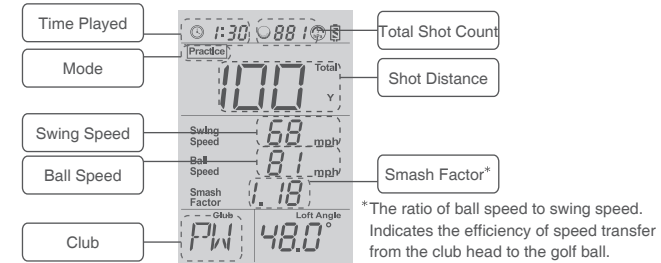 Time Played
Mode
Swing Speed
Ball Speed
Club
1:30 881
Practice
100 Total
Y
Swing
Speed 68 mph
Ball
Speed 81 mph
Smash
Factor 1.18
Club
PW
Loft Angle
48.0°
Total Shot Count
Shot Distance
Smash Factor*
*The ratio of ball speed to swing speed.
Indicates the efficiency of speed transfer
from the club head to the golf ball.